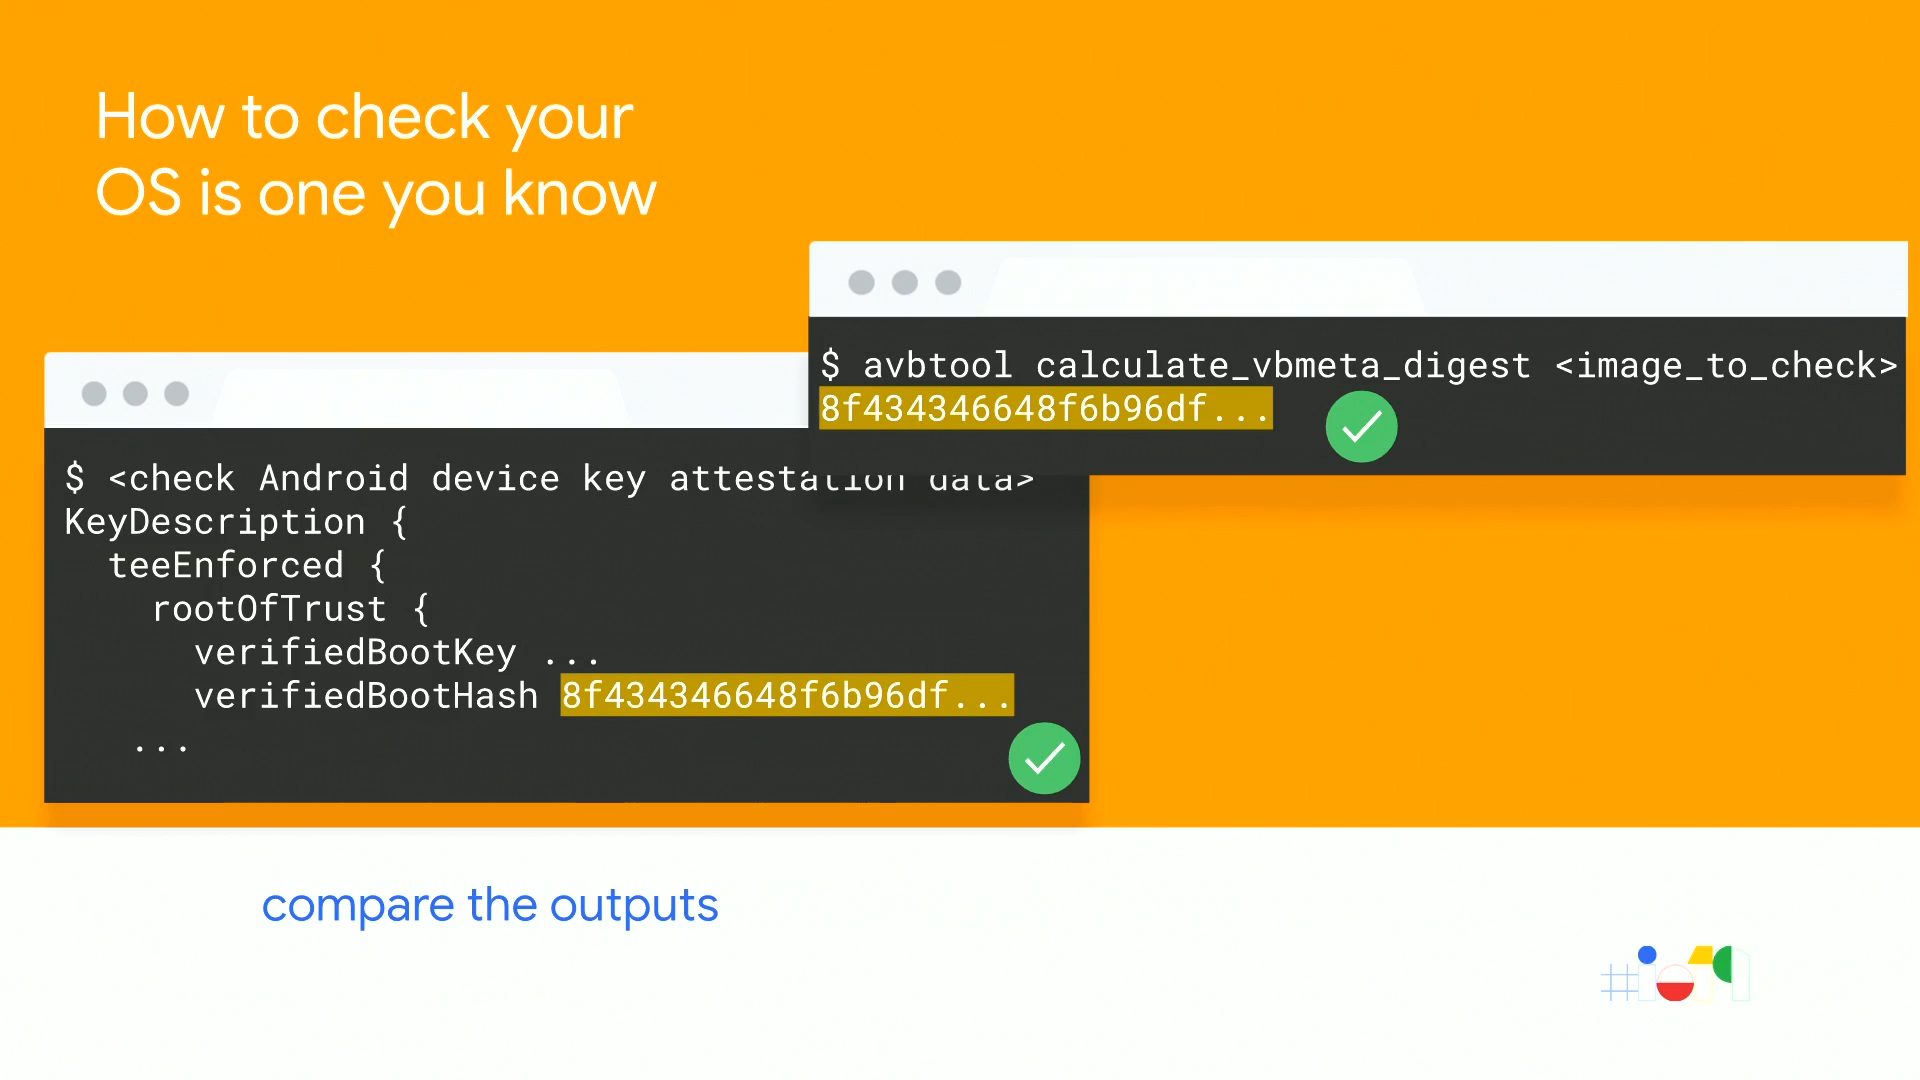 How to check your
OS is one you know
$ avbtool calculate_vbmeta_digest <image_to_check>
8f434346648f6b96df...
$ <check Android device key attestation data>
KeyDescription {
teeEnforced {
rootOfTrust {
verifiedBootKey ...
verifiedBootHash 8f434346648f6b96df...
...
compare the outputs
#io19